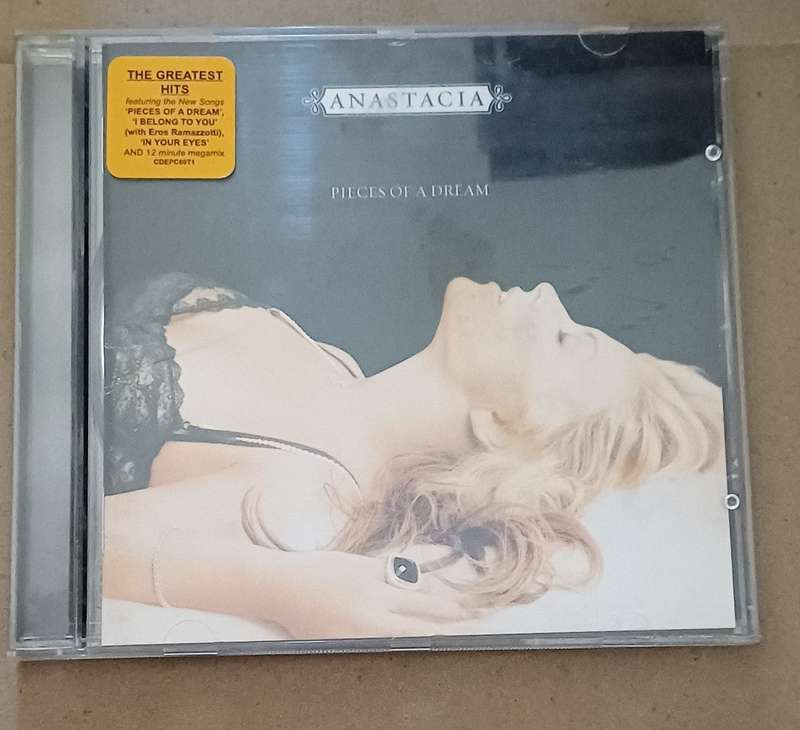 THE GREATEST
HITS
featuring the New Songs
'PIECES OF A DREAM',
'I BELONG TO YOU'
(with Eros Ramazzotti),
'IN YOUR EYES'
AND 12 minute megamix
CDEPC6971
ANASTACIA
PIECES OF A DREAM